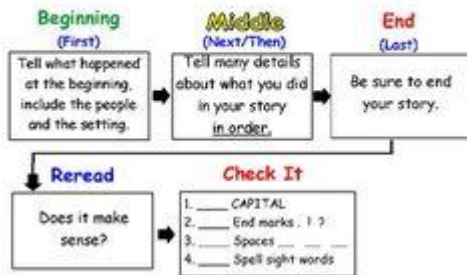 Beginning
(First)
Tell what happened
at the beginning,
include the people
and the setting.
Middle
(Next/Then)
Tell many details
about what you did
in your story
in order.
End
(Last)
Be sure to end
your story.
Reread
Does it make
sense?
Check It
1. ____ CAPITAL
2. ____ End marks . ! ?
3. ____ Spaces __ __ __
4. ____ Spell sight words